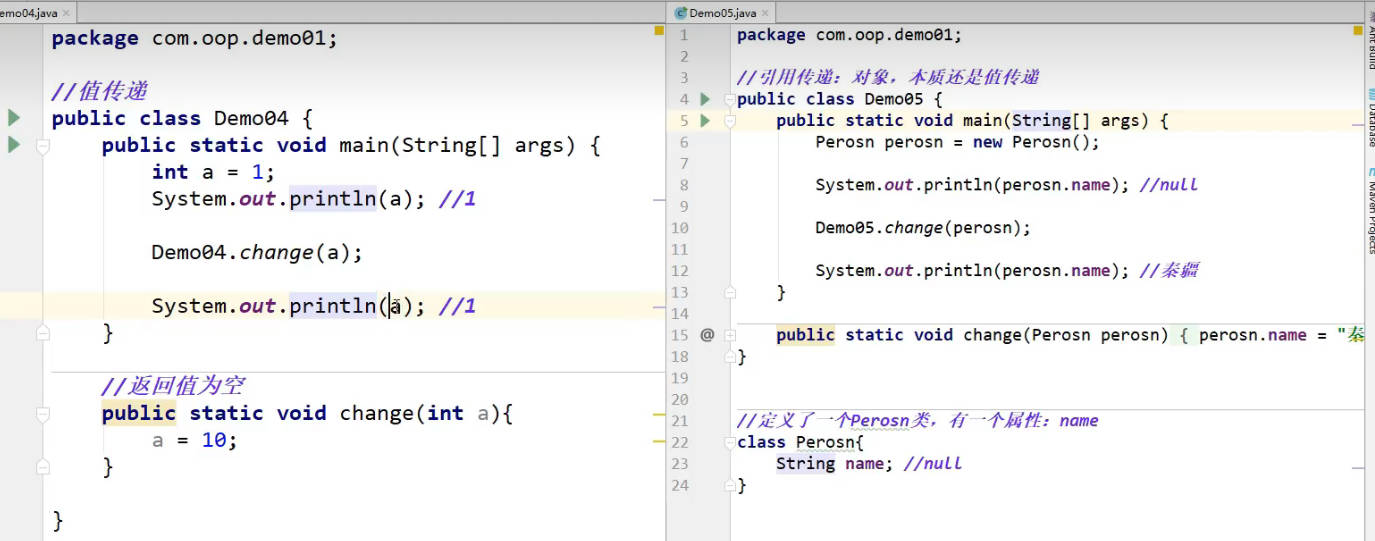 emo04.java
package com.oop.demo01;
//值传递
public class Demo04 {
public static void main(String[] args) {
int a = 1;
System.out.println(a); //1
Demo04.change(a);
System.out.println(a); //1
}
//返回值为空
public static void change(int a){
a = 10;
}
}
Demo05.java
1 package com.oop.demo01;
2
3 //引用传递：对象，本质还是值传递
4 public class Demo05 {
5 public static void main(String[] args) {
6 Perosn perosn = new Perosn();
7
8 System.out.println(perosn.name); //null
9
10 Demo05.change(perosn);
11
12 System.out.println(perosn.name); //秦疆
13 }
14
15 @ public static void change(Perosn perosn) { perosn.name = "秦
18 }
19
20
21 //定义了一个Perosn类，有一个属性：name
22 class Perosn{
23 String name; //null
24 }
Ant Build
Database
Maven Projects